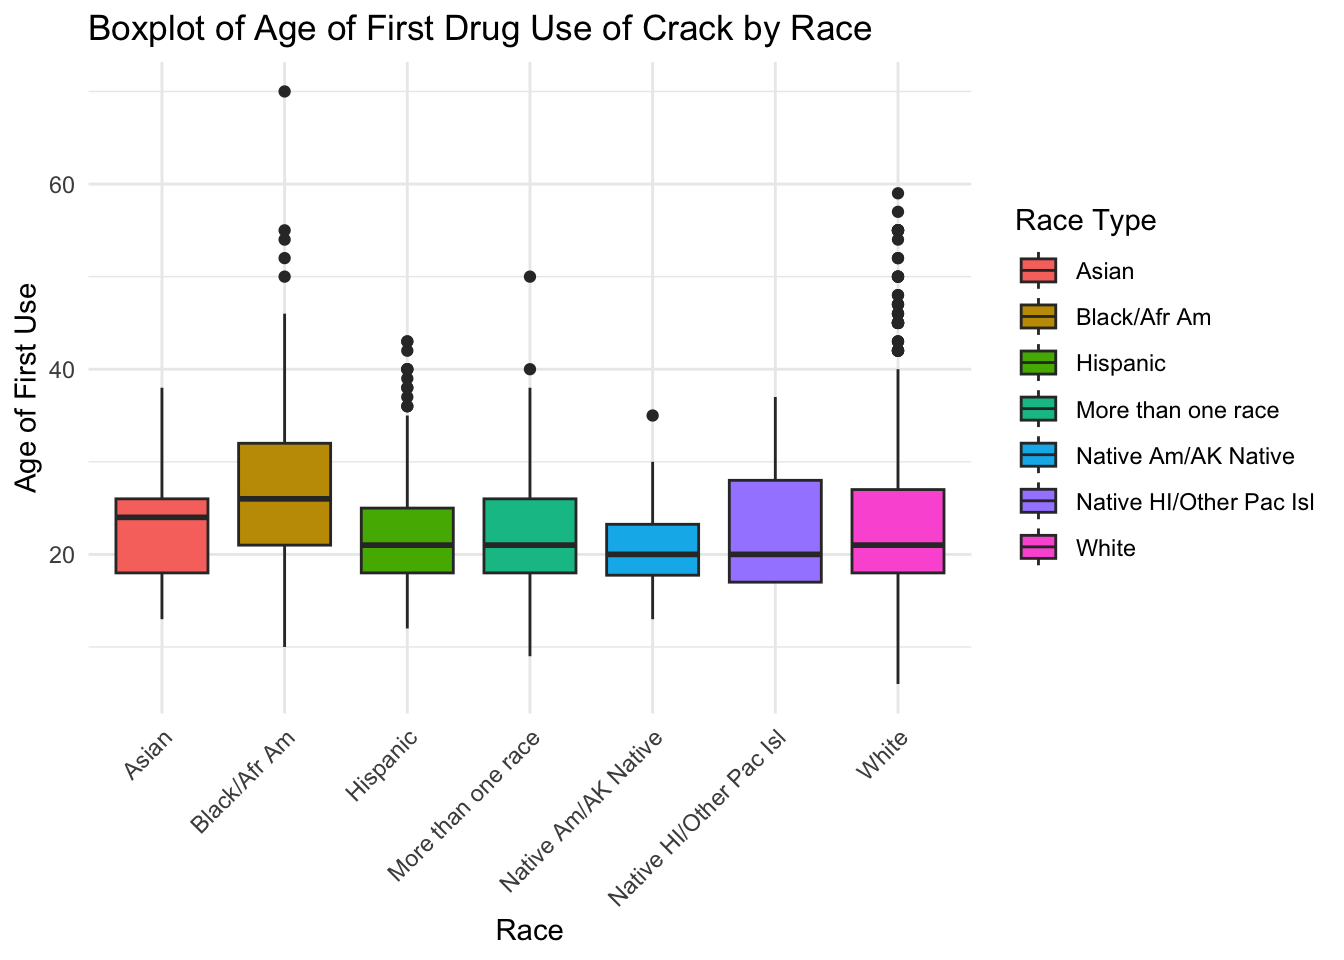 Boxplot of Age of First Drug Use of Crack by Race
Age of First Use
60
40
20
Asian
Black/Afr Am
Hispanic
More than one race
Native Am/AK Native
Native HI/Other Pac Isl
White
Race
Race Type
Asian
Black/Afr Am
Hispanic
More than one race
Native Am/AK Native
Native HI/Other Pac Isl
White